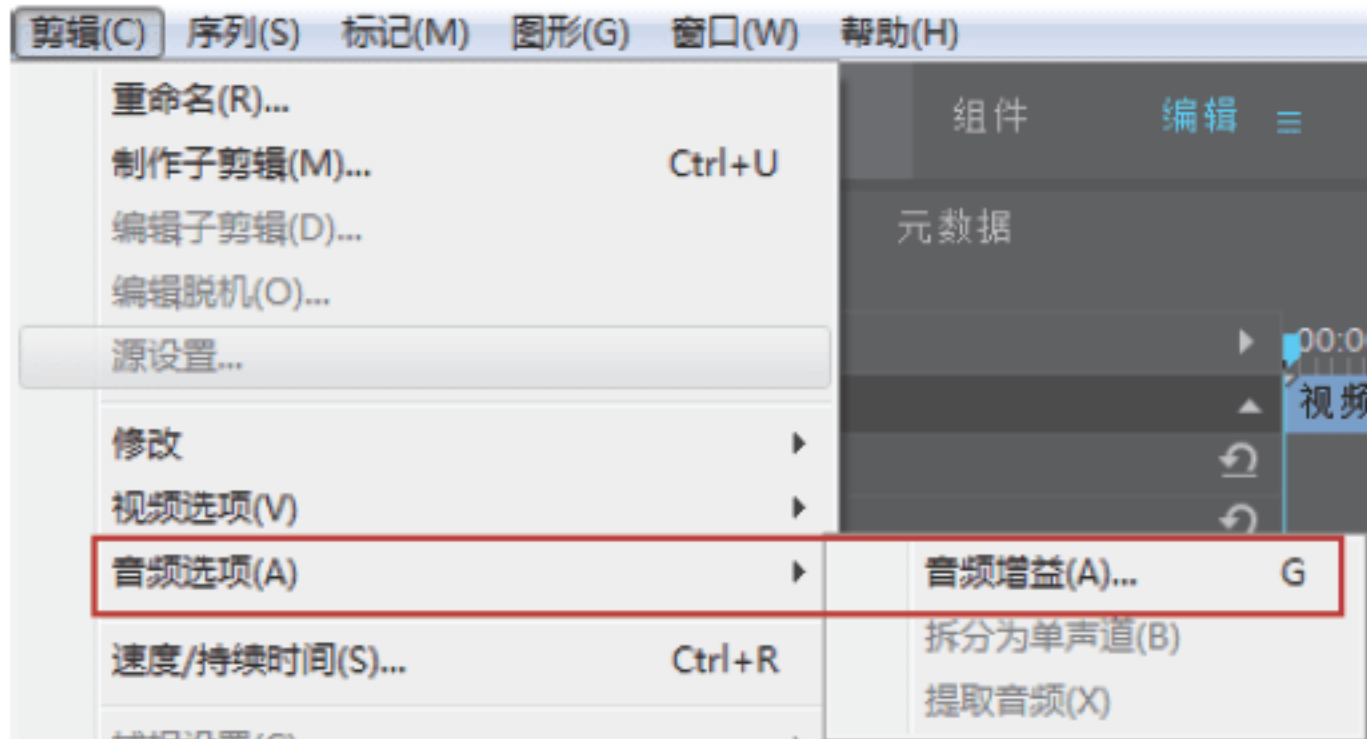 剪辑(C) 序列(S) 标记(M) 图形(G) 窗口(W) 帮助(H)
重命名(R)...
组件 编辑
制作子剪辑(M)... Ctrl+U
编辑子剪辑(D)...
元数据
编辑脱机(O)...
源设置...
00:0
视频
修改
视频选项(V)
音频选项(A)
音频增益(A)... G
拆分为单声道(B)
速度/持续时间(S)... Ctrl+R
提取音频(X)